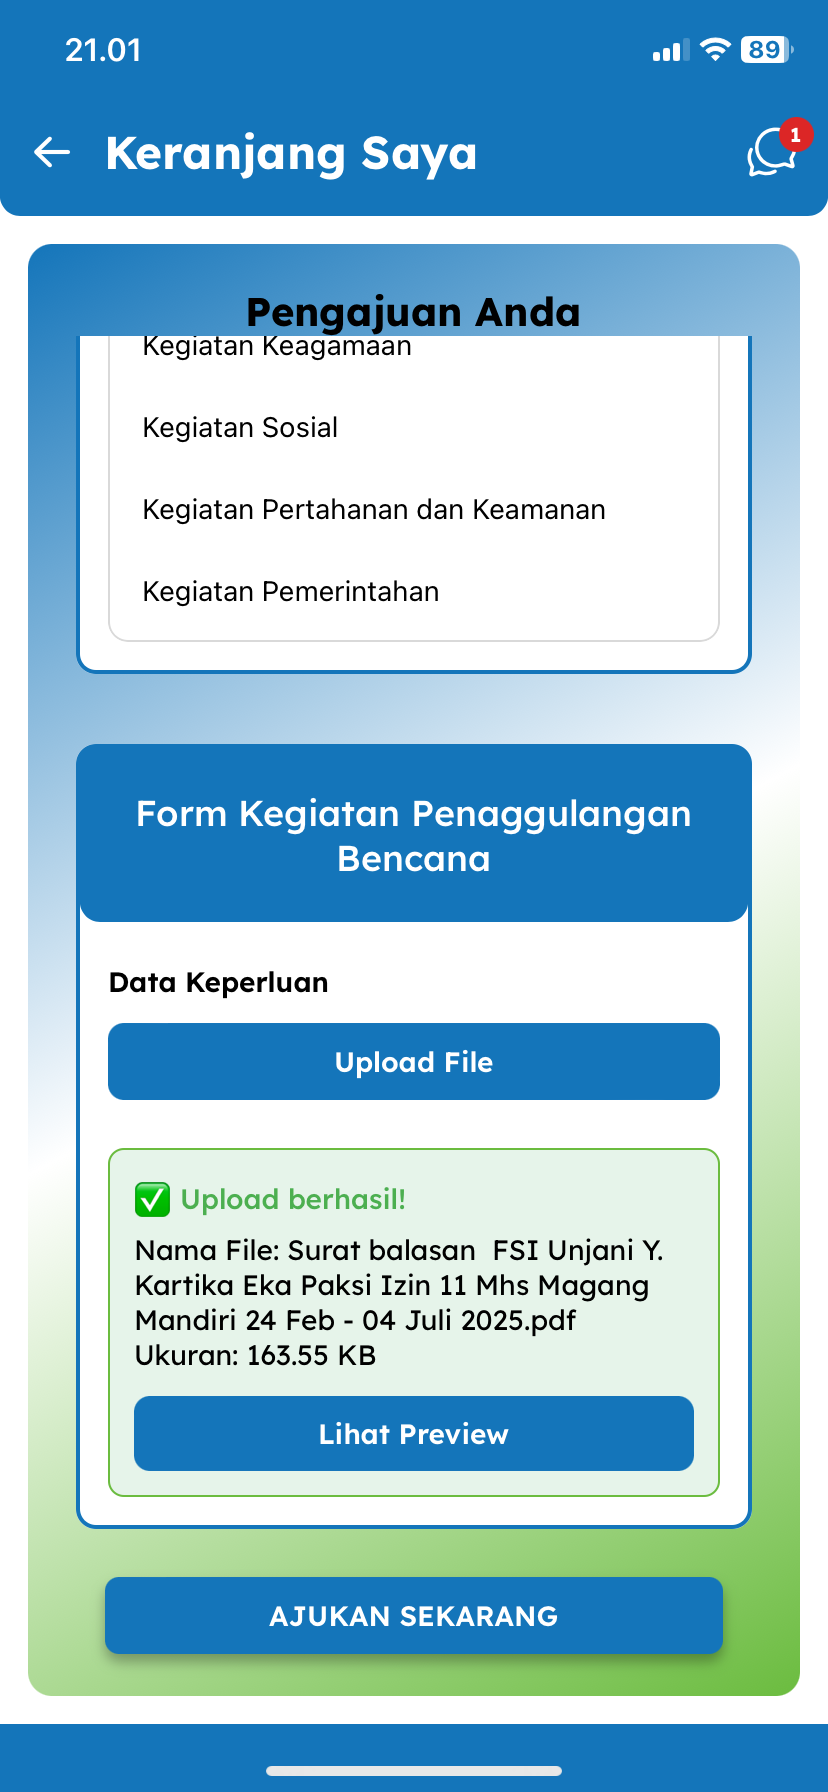 21.01
89
Keranjang Saya
1
Pengajuan Anda
Kegiatan Keagamaan
Kegiatan Sosial
Kegiatan Pertahanan dan Keamanan
Kegiatan Pemerintahan
Form Kegiatan Penaggulangan
Bencana
Data Keperluan
Upload File
✅ Upload berhasil!
Nama File: Surat balasan  FSI Unjani Y.
Kartika Eka Paksi Izin 11 Mhs Magang
Mandiri 24 Feb - 04 Juli 2025.pdf
Ukuran: 163.55 KB
Lihat Preview
AJUKAN SEKARANG